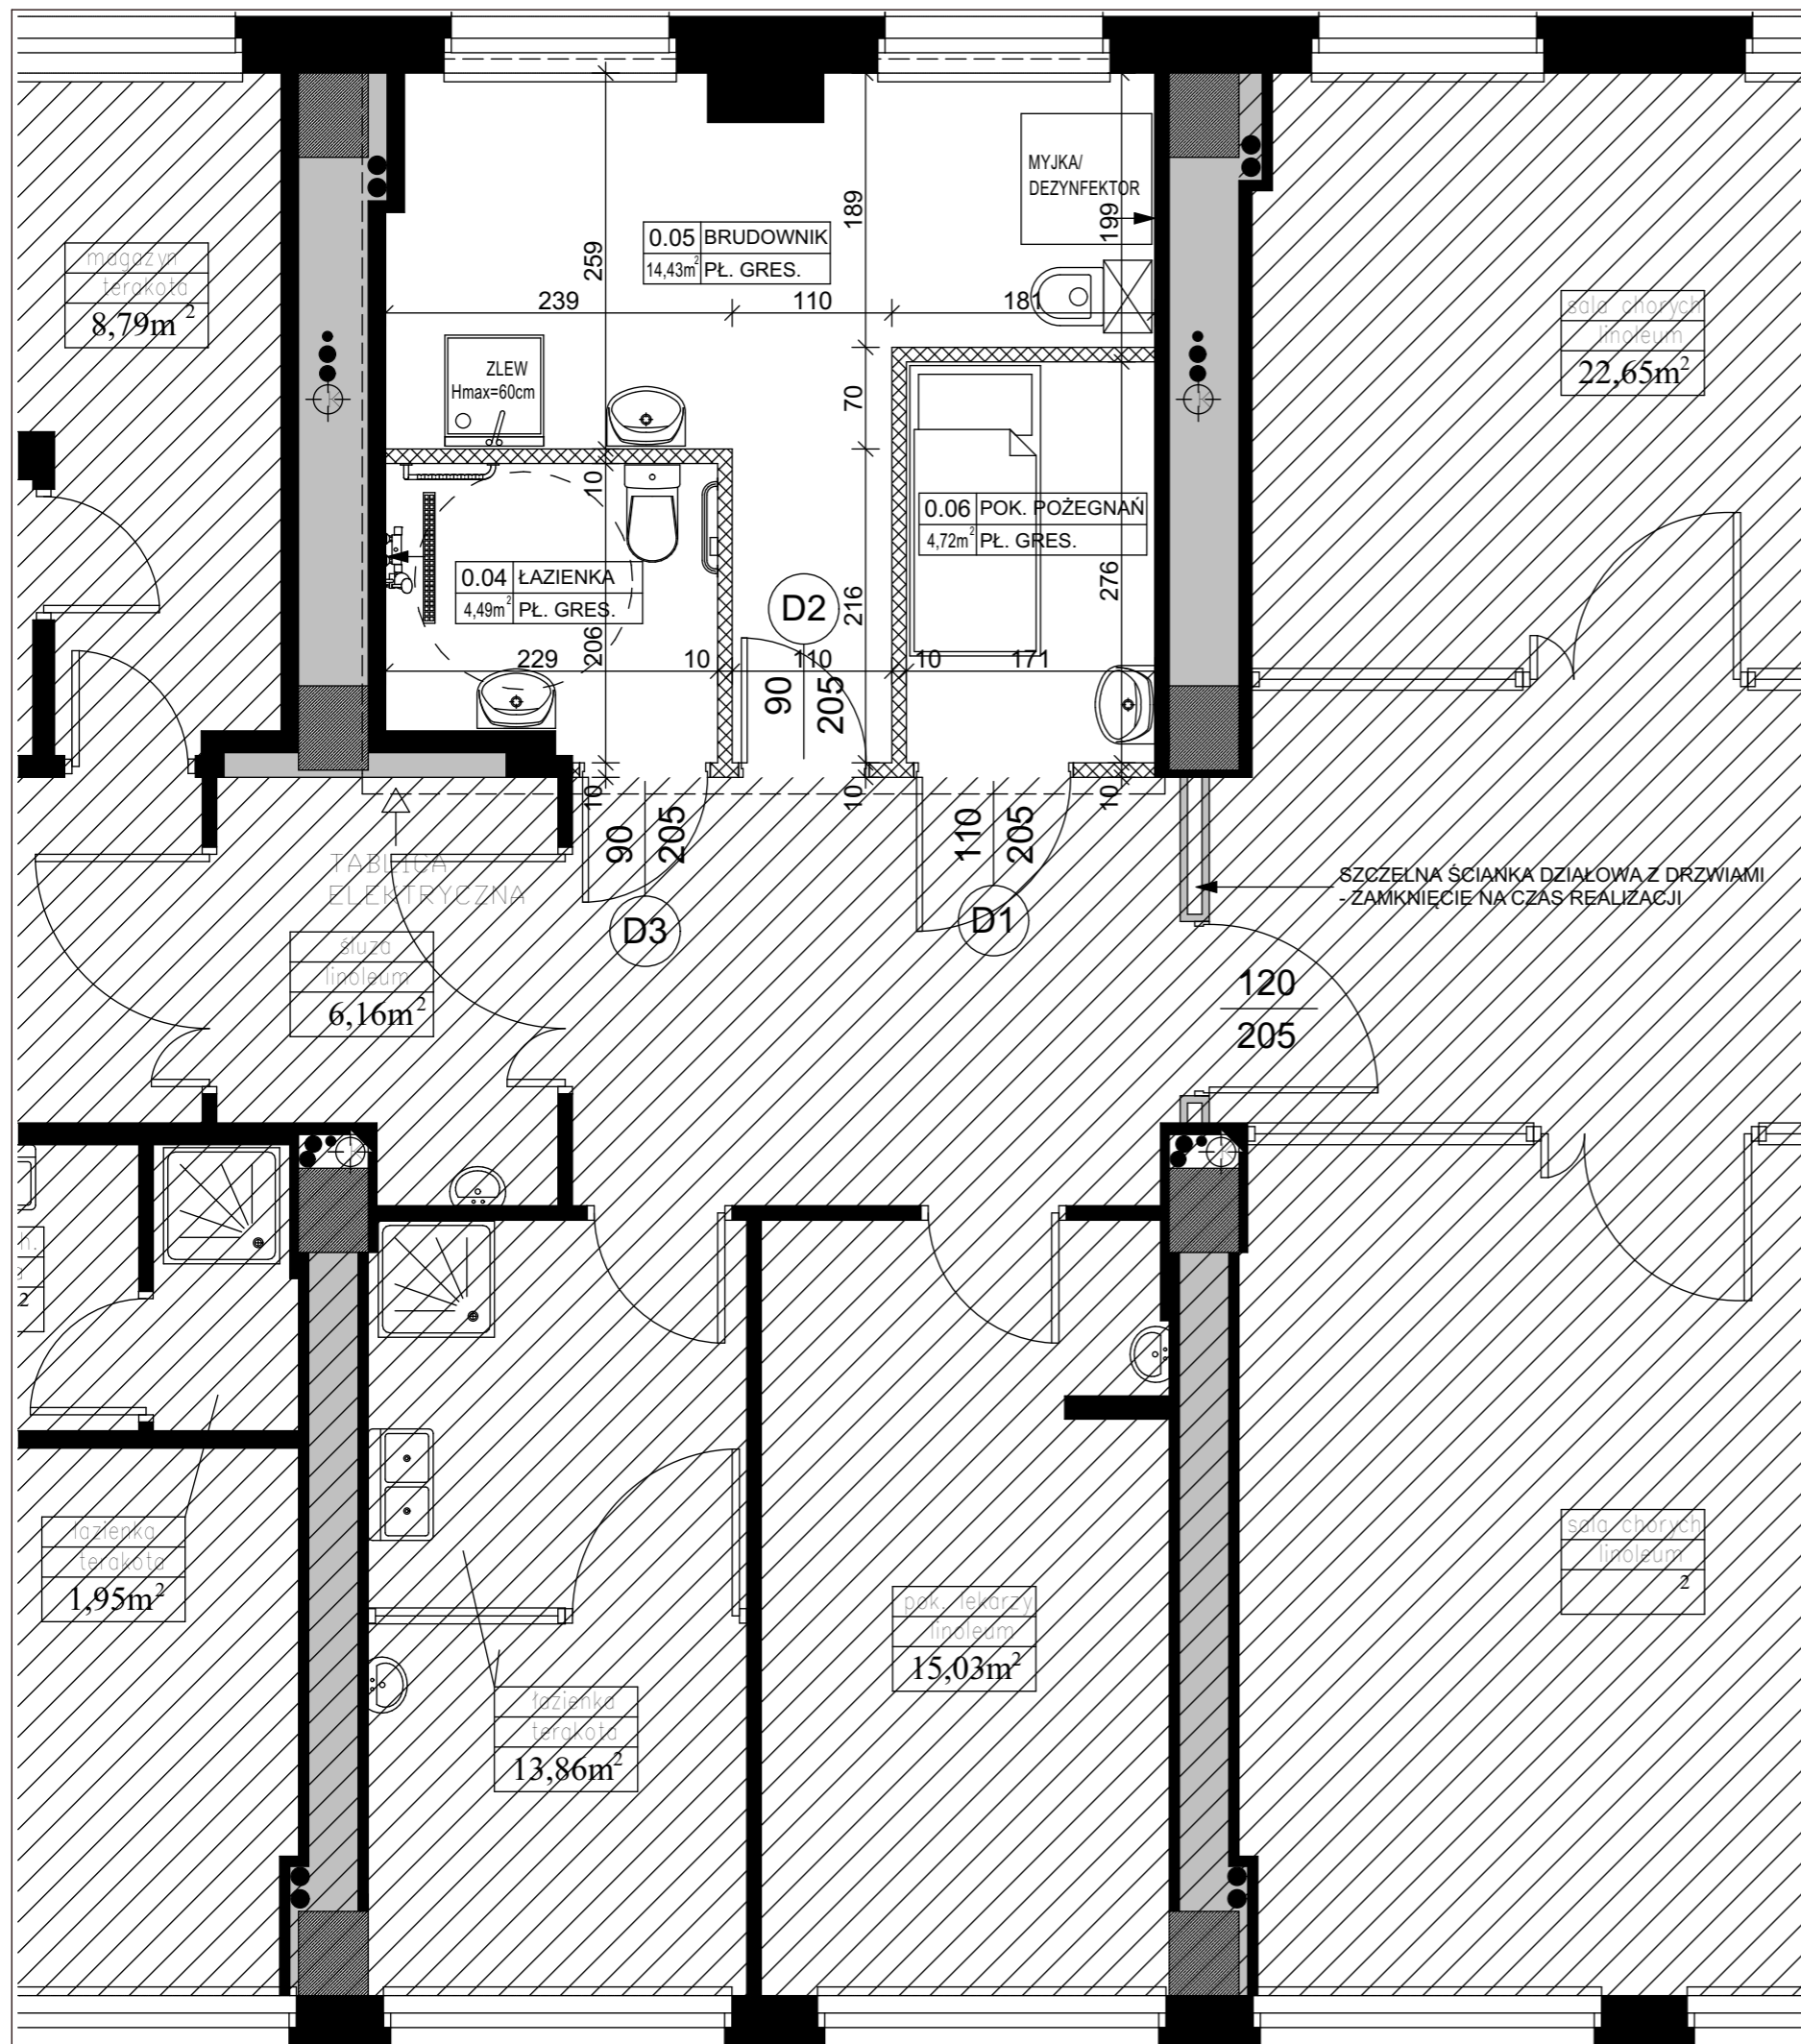 MYJKA/
DEZYNFEKTOR
189
199
0.05 BRUDOWNIK
14,43m² PŁ. GRES.
259
magazyn
terakota
8,79m²
239
110
181
sala chorych
linoleum
22,65m²
ZLEW
Hmax=60cm
70
10
0.06 POK. POŻEGNAŃ
4,72m² PŁ. GRES.
0.04 ŁAZIENKA
4,49m² PŁ. GRES.
276
D2
216
206
229
10
110
10
171
90
205
10
10
10
90
205
110
205
TABLICA
ELEKTRYCZNA
SZCZELNA ŚCIANKA DZIAŁOWA Z DRZWIAMI
- ZAMKNIĘCIE NA CZAS REALIZACJI
D3
D1
śluza
linoleum
6,16m²
120
205
K
K
K
K
h.
a
2
łazienka
terakota
1,95m²
sala chorych
linoleum
2
pok. lekarzy
linoleum
15,03m²
łazienka
terakota
13,86m²